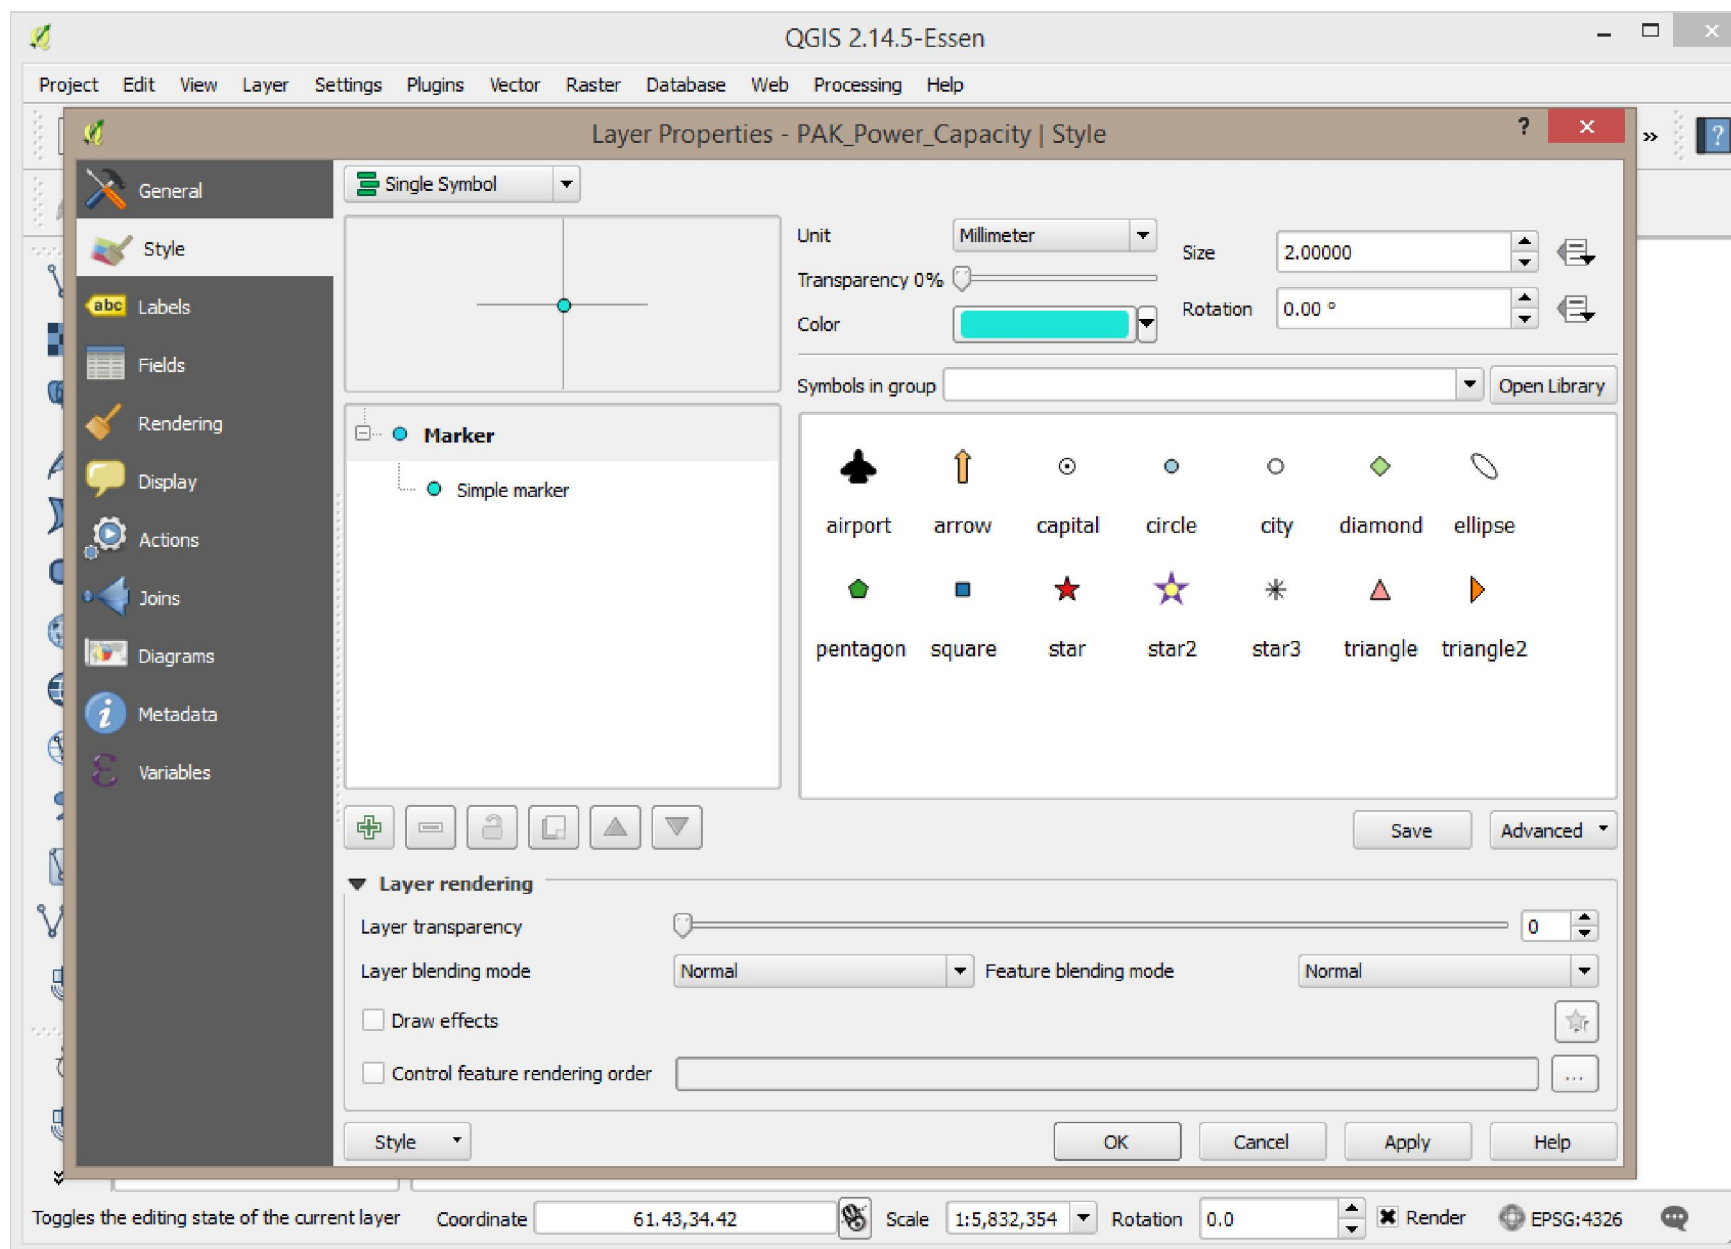 QGIS 2.14.5-Essen
Project Edit View Layer Settings Plugins Vector Raster Database Web Processing Help
Layer Properties - PAK_Power_Capacity | Style
?
General
Style
abc Labels
Fields
Rendering
Display
Actions
Joins
Diagrams
Metadata
Variables
Single Symbol
Unit Millimeter
Transparency 0%
Color
Size 2.00000
Rotation 0.00 °
Symbols in group Open Library
Marker
Simple marker
airport arrow capital circle city diamond ellipse
pentagon square star star2 star3 triangle triangle2
Save Advanced
Layer rendering
Layer transparency 0
Layer blending mode Normal Feature blending mode Normal
Draw effects
Control feature rendering order ...
Style OK Cancel Apply Help
Toggles the editing state of the current layer Coordinate 61.43,34.42 Scale 1:5,832,354 Rotation 0.0 Render EPSG:4326